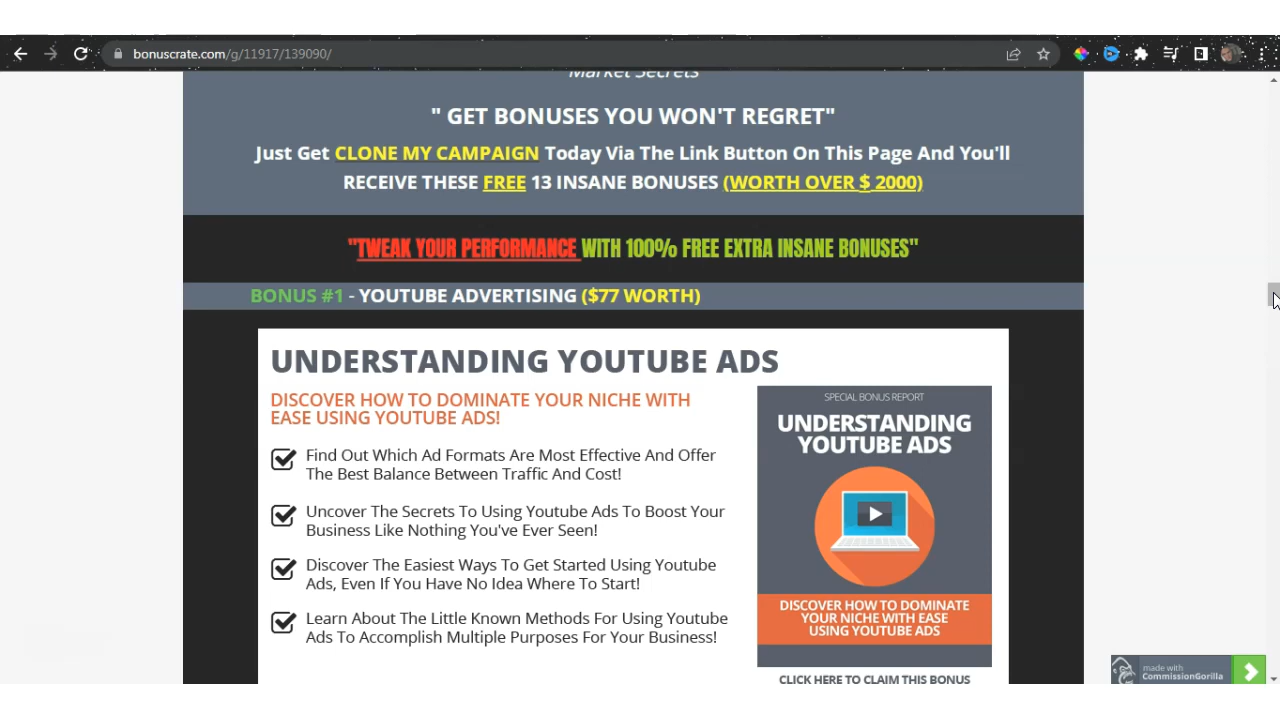 bonuscrate.com/g/11917/139090/
Market Secrets
" GET BONUSES YOU WON'T REGRET"
Just Get CLONE MY CAMPAIGN Today Via The Link Button On This Page And You'll
RECEIVE THESE FREE 13 INSANE BONUSES (WORTH OVER $ 2000)
"TWEAK YOUR PERFORMANCE WITH 100% FREE EXTRA INSANE BONUSES"
BONUS #1 - YOUTUBE ADVERTISING ($77 WORTH)
UNDERSTANDING YOUTUBE ADS
DISCOVER HOW TO DOMINATE YOUR NICHE WITH
EASE USING YOUTUBE ADS!
Find Out Which Ad Formats Are Most Effective And Offer
The Best Balance Between Traffic And Cost!
Uncover The Secrets To Using Youtube Ads To Boost Your
Business Like Nothing You've Ever Seen!
Discover The Easiest Ways To Get Started Using Youtube
Ads, Even If You Have No Idea Where To Start!
Learn About The Little Known Methods For Using Youtube
Ads To Accomplish Multiple Purposes For Your Business!
SPECIAL BONUS REPORT
UNDERSTANDING
YOUTUBE ADS
DISCOVER HOW TO DOMINATE
YOUR NICHE WITH EASE
USING YOUTUBE ADS
CLICK HERE TO CLAIM THIS BONUS
made with
CommissionGorilla